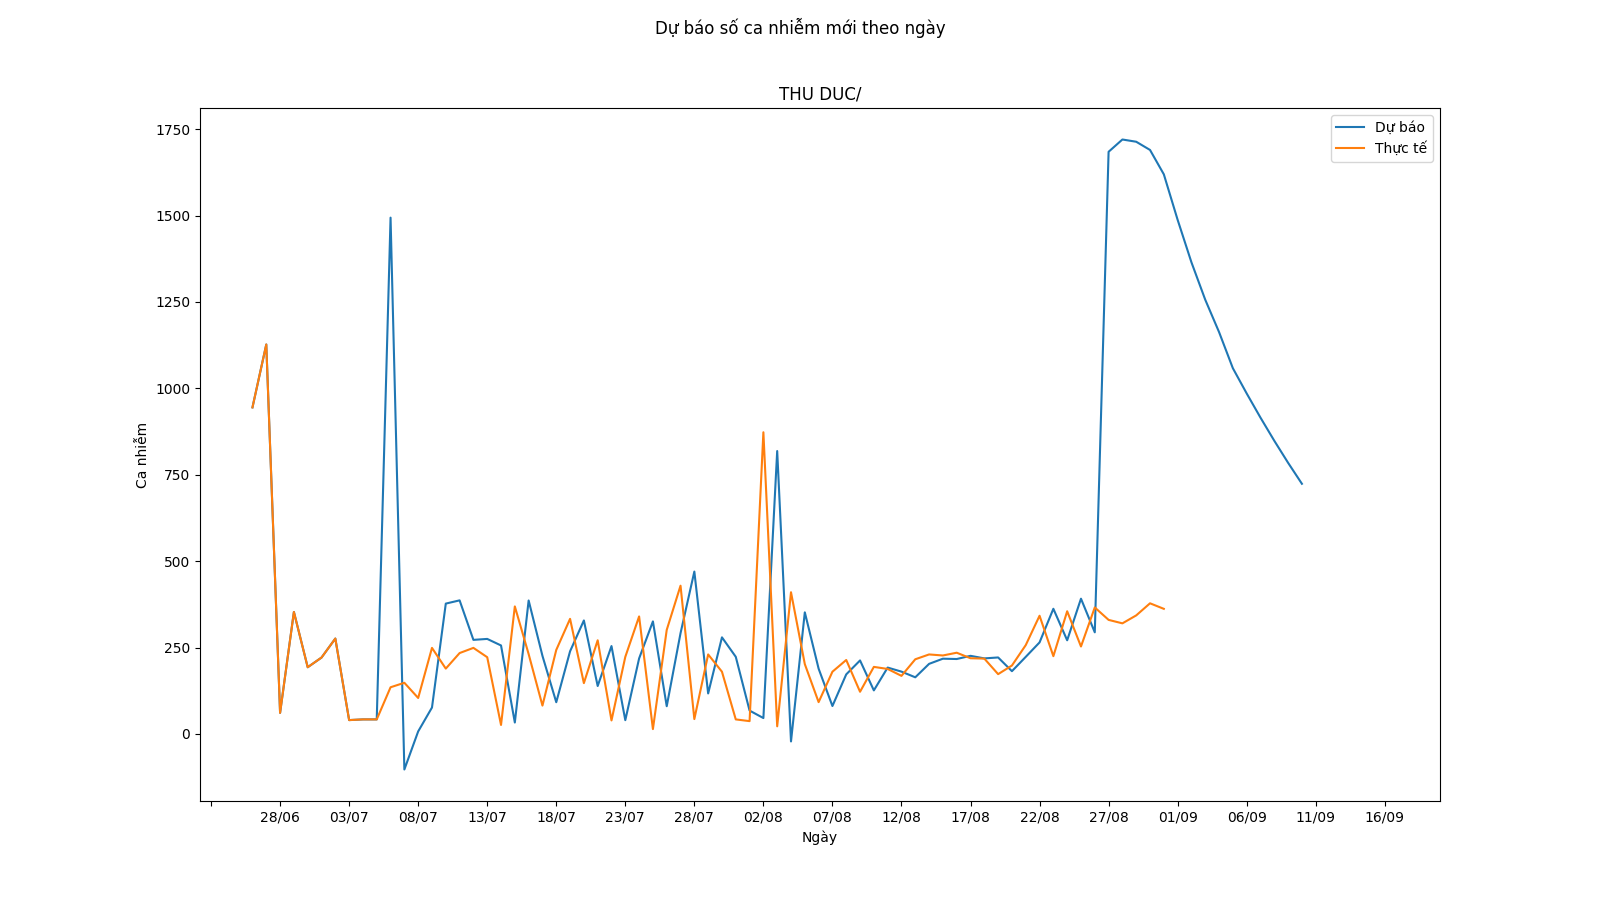 Dự báo số ca nhiễm mới theo ngày
THU DUC/
Dự báo
Thực tế
1750
1500
1250
1000
750
500
250
0
Ca nhiễm
28/06 03/07 08/07 13/07 18/07 23/07 28/07 02/08 07/08 12/08 17/08 22/08 27/08 01/09 06/09 11/09 16/09
Ngày